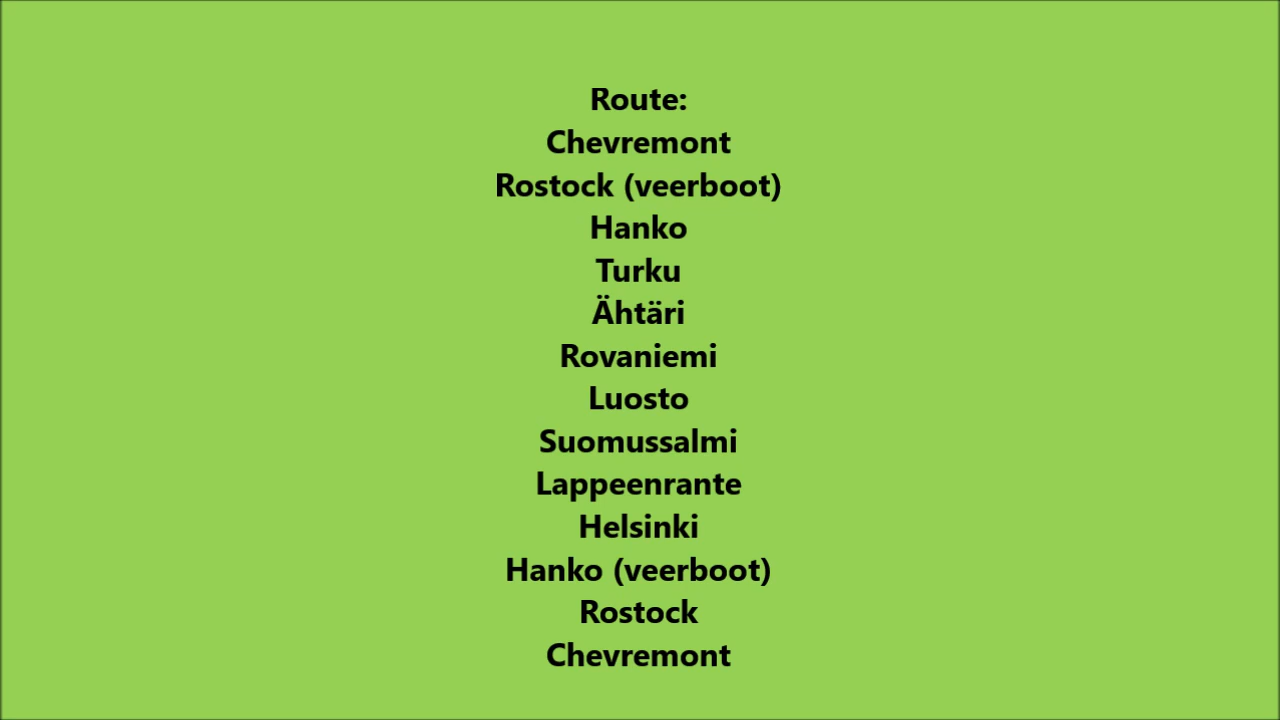 Route:
Chevremont
Rostock (veerboot)
Hanko
Turku
Ähtäri
Rovaniemi
Luosto
Suomussalmi
Lappeenrante
Helsinki
Hanko (veerboot)
Rostock
Chevremont